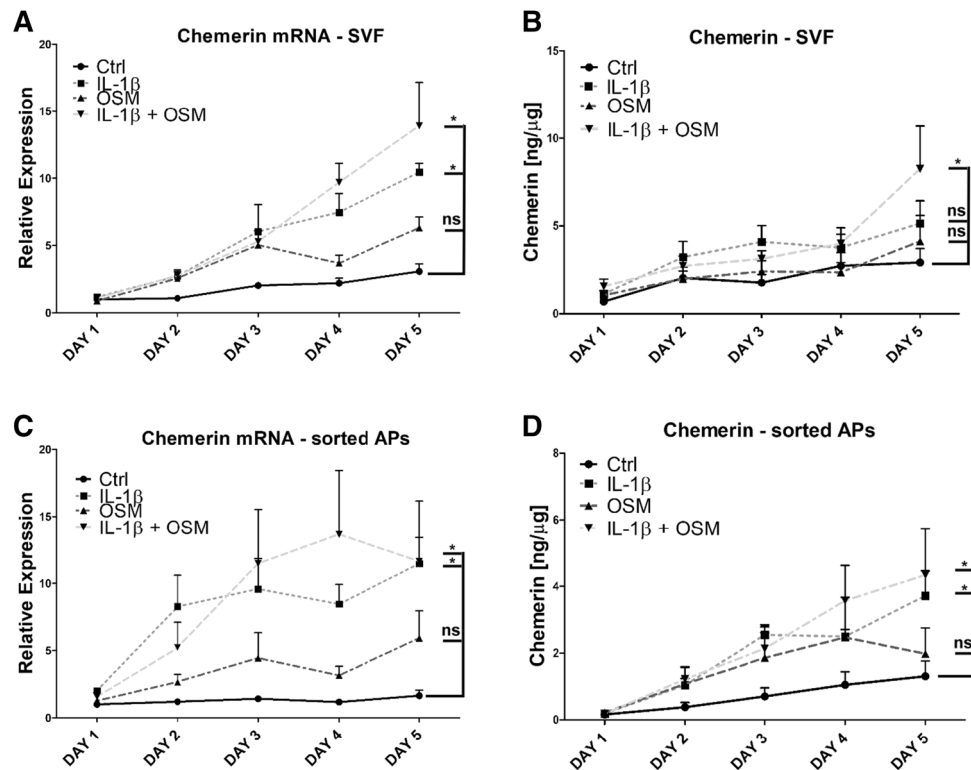 A
Chemerin mRNA - SVF
20
15
10
5
0
Relative Expression
Ctrl
IL-1β
OSM
IL-1β + OSM
*
*
ns
DAY 1
DAY 2
DAY 3
DAY 4
DAY 5
B
Chemerin - SVF
15
10
5
0
Chemerin [ng/μg]
Ctrl
IL-1β
OSM
IL-1β + OSM
*
ns
ns
DAY 1
DAY 2
DAY 3
DAY 4
DAY 5
C
Chemerin mRNA - sorted APs
20
15
10
5
0
Relative Expression
Ctrl
IL-1β
OSM
IL-1β + OSM
*
*
ns
DAY 1
DAY 2
DAY 3
DAY 4
DAY 5
D
Chemerin - sorted APs
8
6
4
2
0
Chemerin [ng/μg]
Ctrl
IL-1β
OSM
IL-1β + OSM
*
*
ns
DAY 1
DAY 2
DAY 3
DAY 4
DAY 5